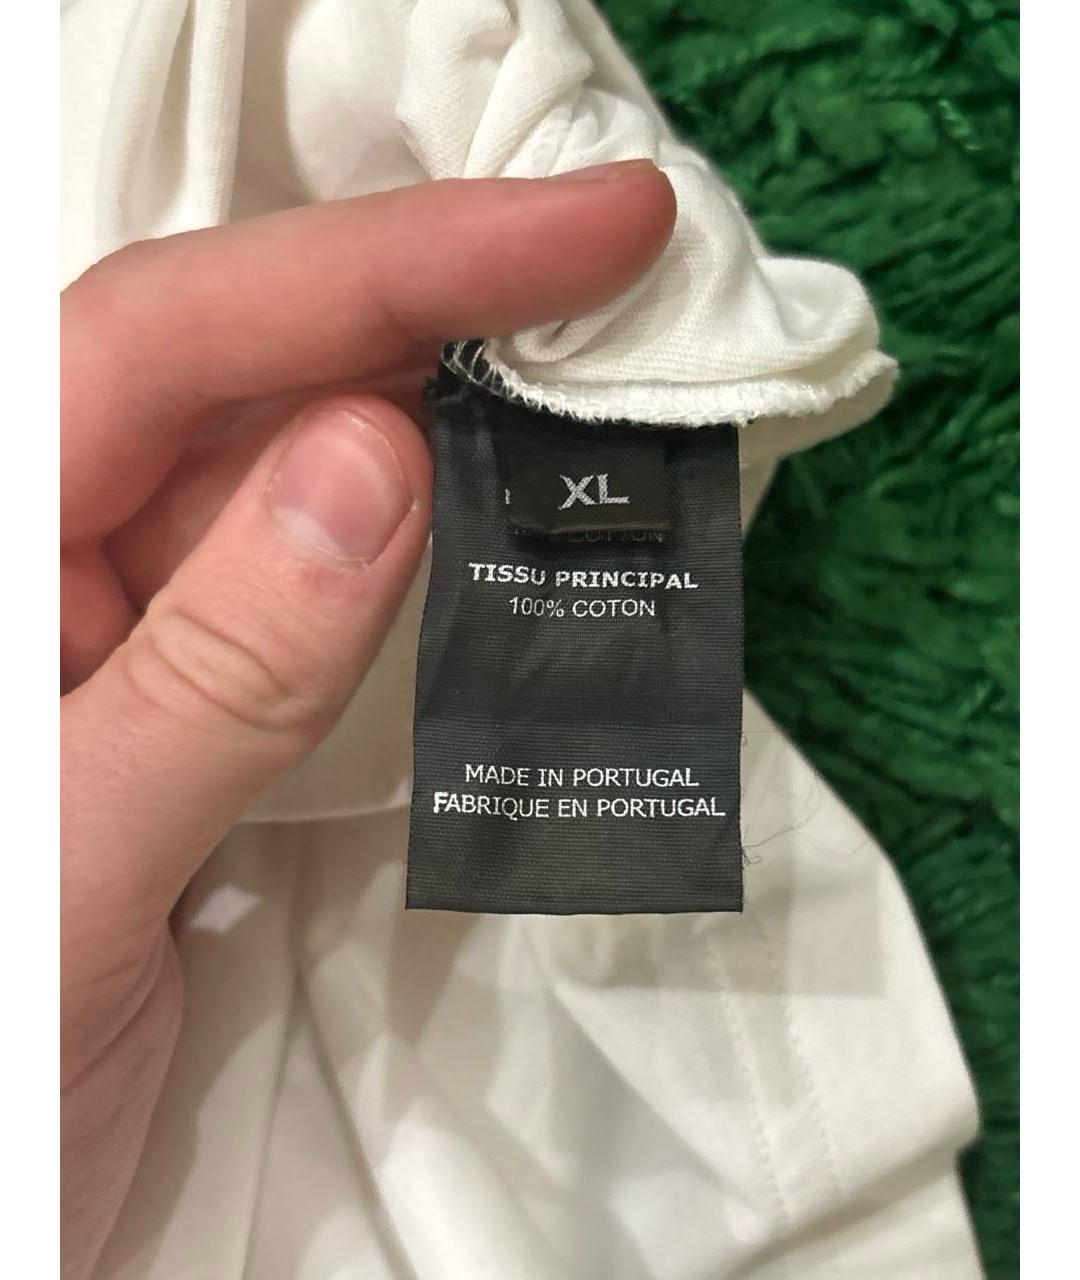 XL
TISSU PRINCIPAL
100% COTON
MADE IN PORTUGAL
FABRIQUE EN PORTUGAL